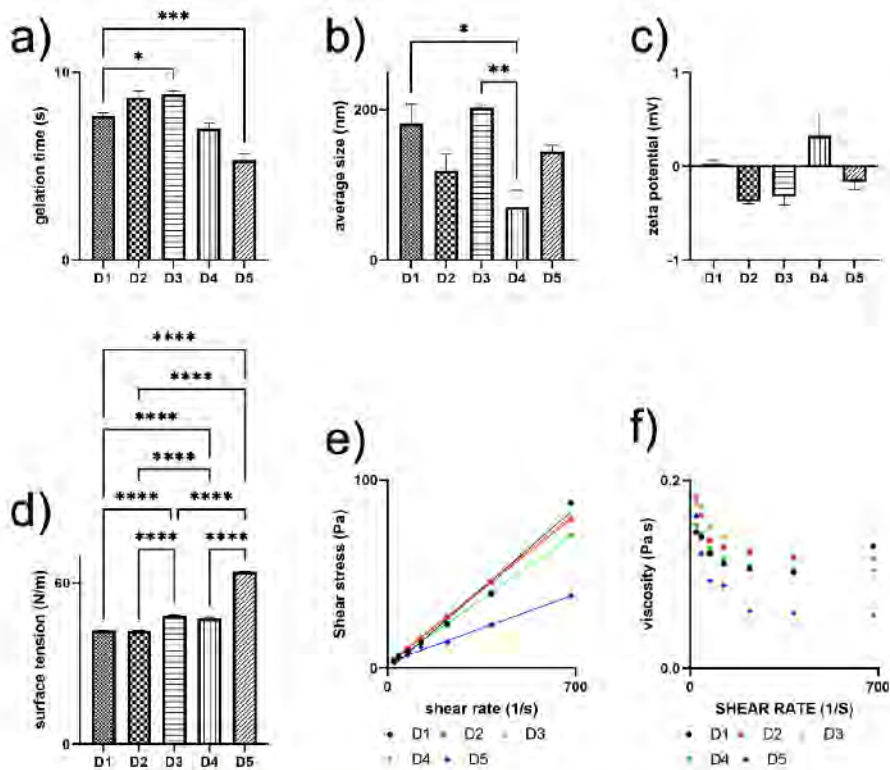 a)
***
*
10
0
gelation time (s)
D1 D2 D3 D4 D5
b)
*
**
200
0
average size (nm)
D1 D2 D3 D4 D5
c)
1
0
-1
zeta potential (mV)
D1 D2 D3 D4 D5
d)
****
****
****
****
**** ****
**** ****
60
0
surface tension (N/m)
D1 D2 D3 D4 D5
e)
100
0
Shear stress (Pa)
0 700
shear rate (1/s)
D1 D2 D3
D4 D5
f)
0.2
0.0
viscosity (Pa s)
0 700
SHEAR RATE (1/S)
D1 D2 D3
D4 D5